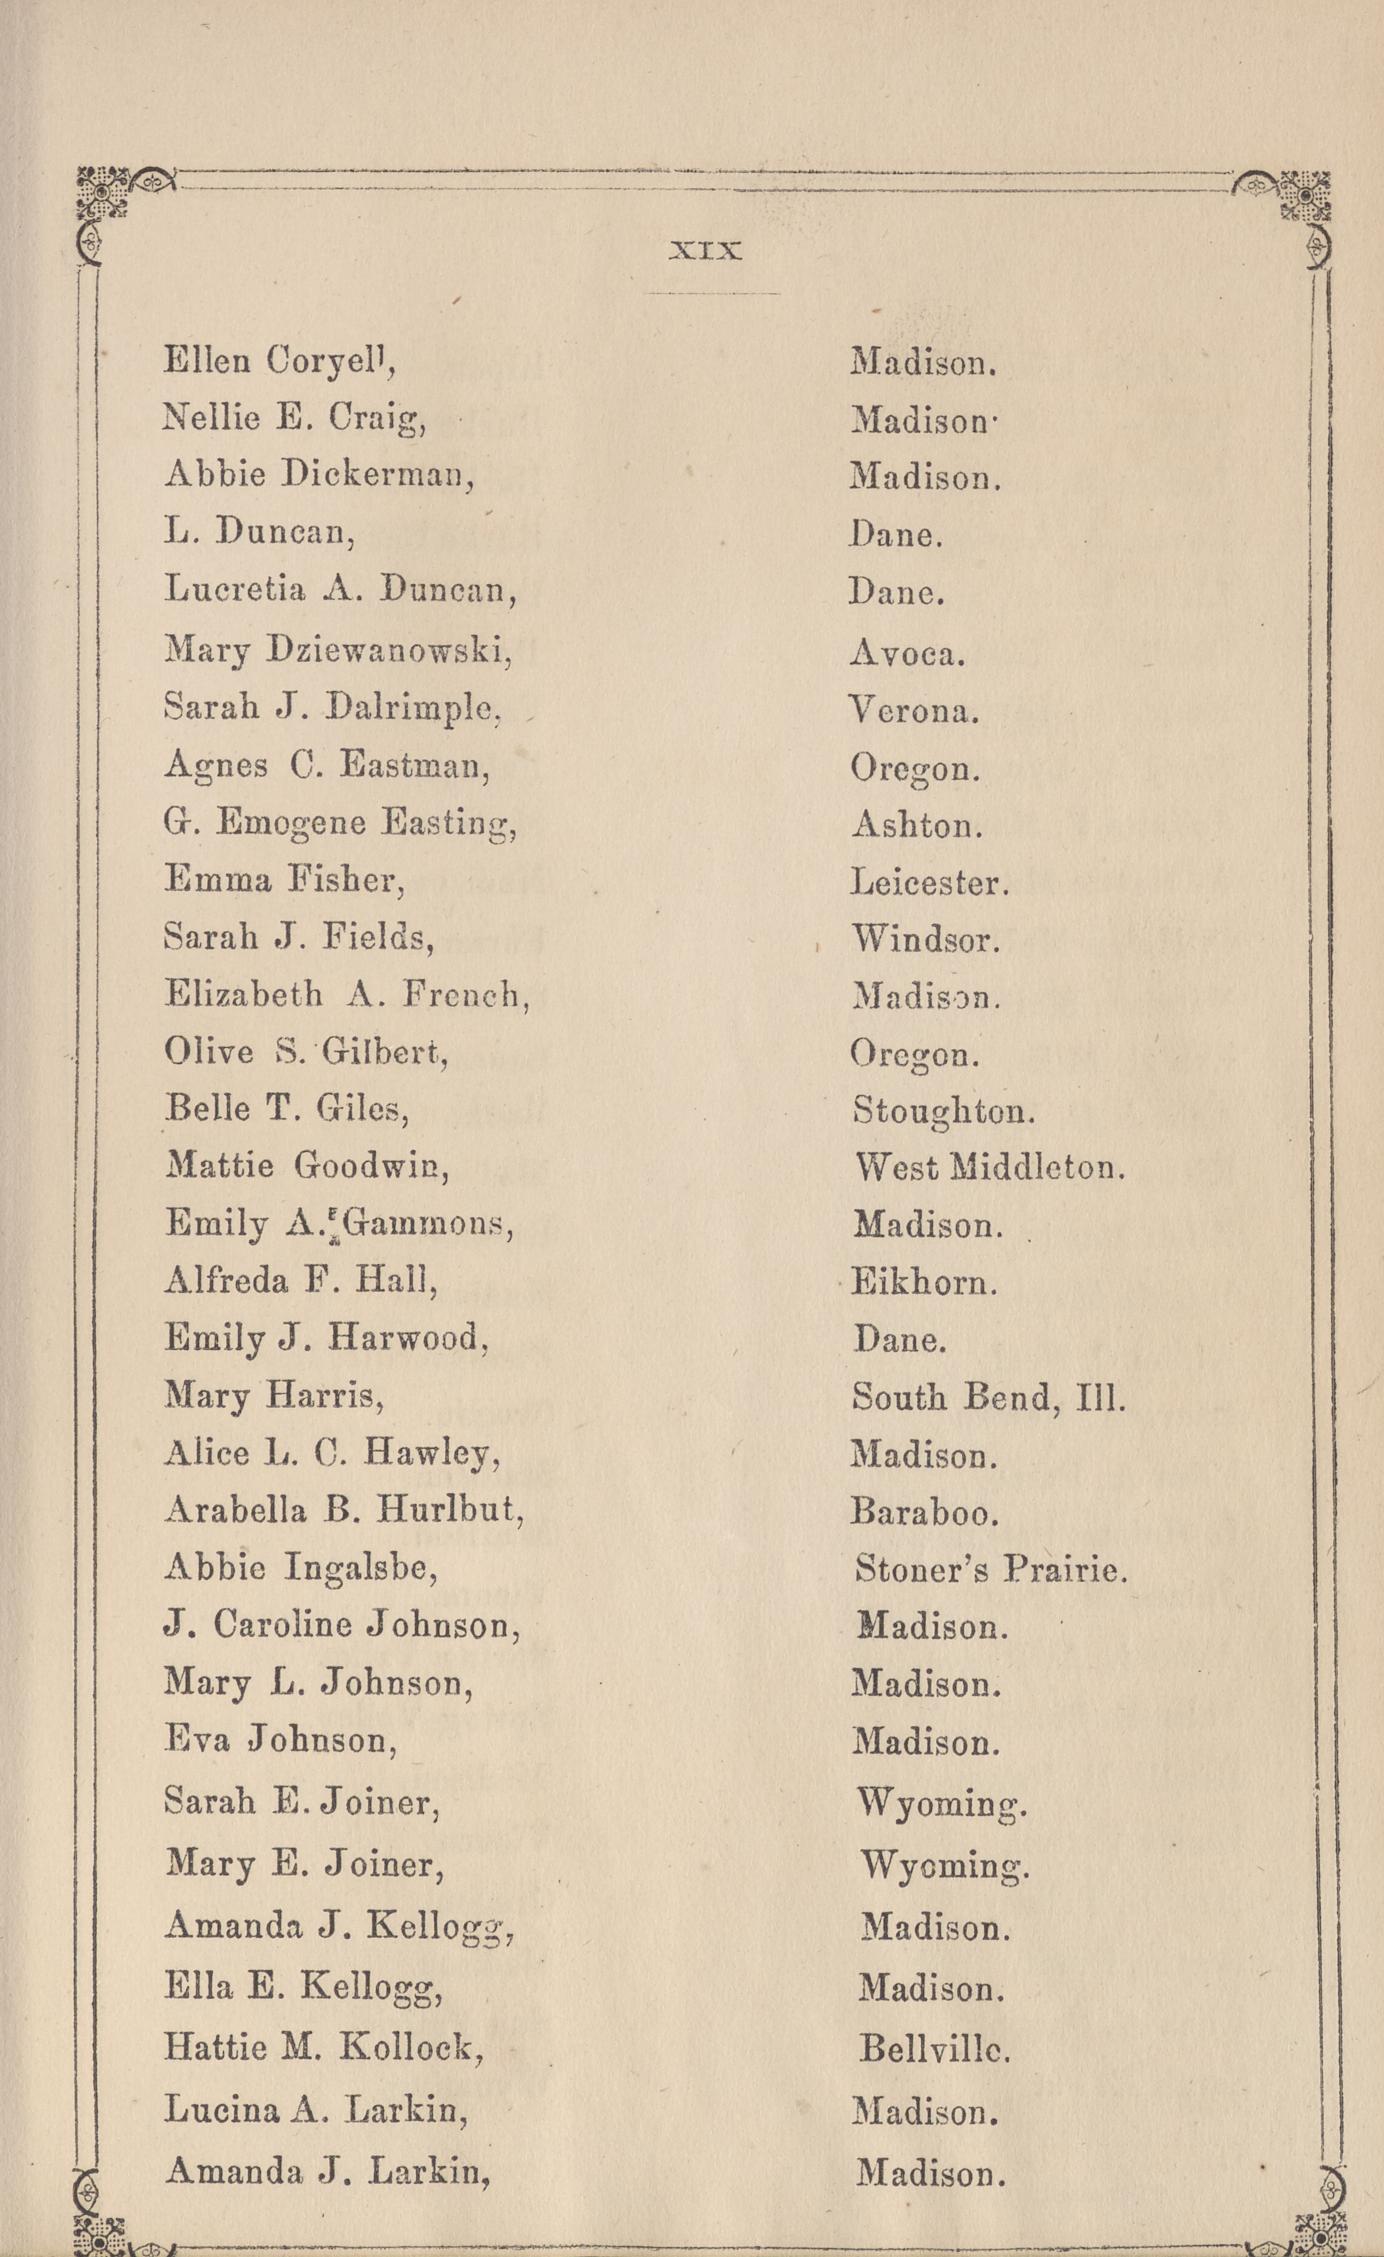 XIX
Ellen Coryell, Madison.
Nellie E. Craig, Madison.
Abbie Dickerman, Madison.
L. Duncan, Dane.
Lucretia A. Duncan, Dane.
Mary Dziewanowski, Avoca.
Sarah J. Dalrimple, Verona.
Agnes C. Eastman, Oregon.
G. Emogene Easting, Ashton.
Emma Fisher, Leicester.
Sarah J. Fields, Windsor.
Elizabeth A. French, Madison.
Olive S. Gilbert, Oregon.
Belle T. Giles, Stoughton.
Mattie Goodwin, West Middleton.
Emily A. Gammons, Madison.
Alfreda F. Hall, Eikhorn.
Emily J. Harwood, Dane.
Mary Harris, South Bend, Ill.
Alice L. C. Hawley, Madison.
Arabella B. Hurlbut, Baraboo.
Abbie Ingalsbe, Stoner's Prairie.
J. Caroline Johnson, Madison.
Mary L. Johnson, Madison.
Eva Johnson, Madison.
Sarah E. Joiner, Wyoming.
Mary E. Joiner, Wyoming.
Amanda J. Kellogg, Madison.
Ella E. Kellogg, Madison.
Hattie M. Kollock, Bellville.
Lucina A. Larkin, Madison.
Amanda J. Larkin, Madison.